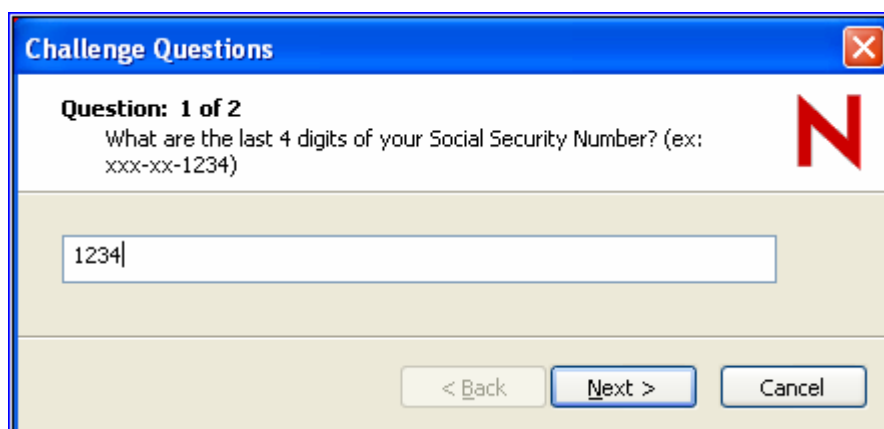 Challenge Questions
Question: 1 of 2
What are the last 4 digits of your Social Security Number? (ex:
xxx-xx-1234)
N
1234
< Back
Next >
Cancel